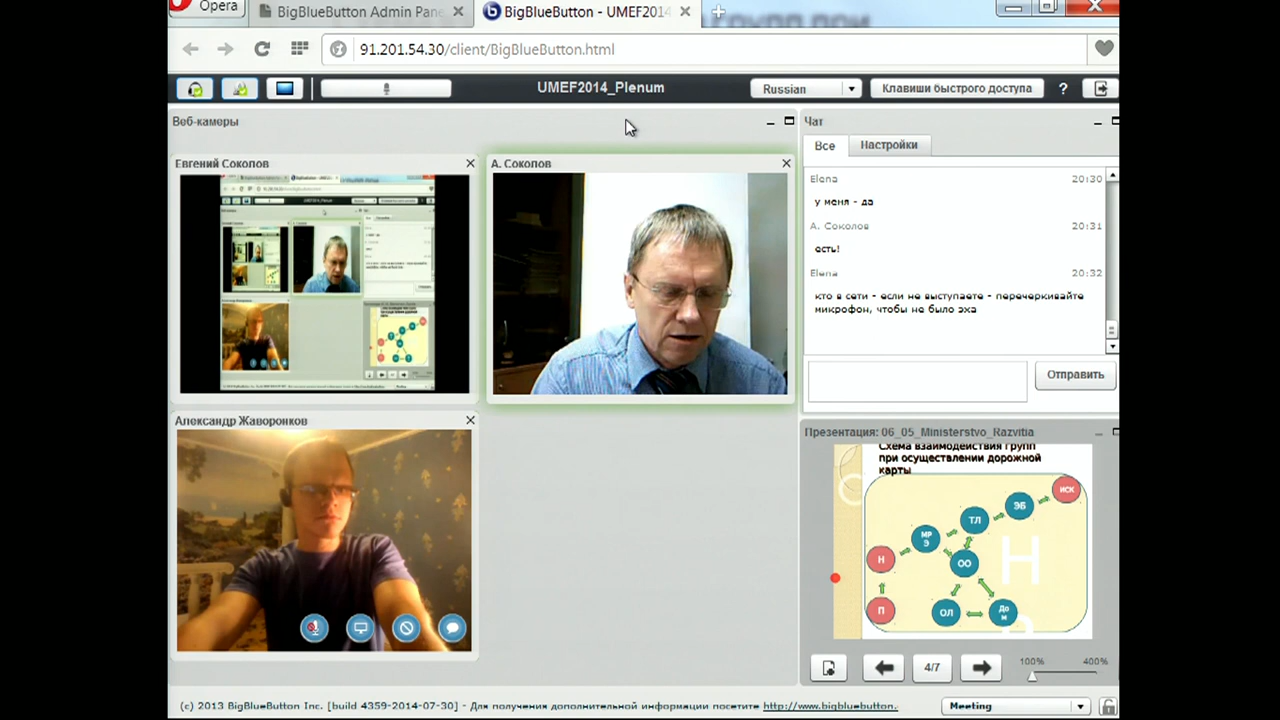 Opera
BigBlueButton Admin Pane
BigBlueButton - UMEF2014
91.201.54.30/client/BigBlueButton.html
UMEF2014_Plenum
Russian
Клавиши быстрого доступа
?
Веб-камеры
Чат
Евгений Соколов
А. Соколов
Все
Настройки
Elena 20:30
у меня - да
А. Соколов 20:31
есть!
Elena 20:32
кто в сети - если не выступаете - перечеркивайте
микрофон, чтобы не было эха
Отправить
Александр Жаворонков
Презентация: 06_05_Ministerstvo_Razvitia
Схема взаимодействия групп
при осуществлении дорожной
карты
ИСК
ЭБ
ТЛ
МР
Э
Н
ОО
П
ОЛ
До
м
Н
4/7
100%
400%
(c) 2013 BigBlueButton Inc. [build 4359-2014-07-30] - Для получения дополнительной информации посетите http://www.bigbluebutton.
Meeting